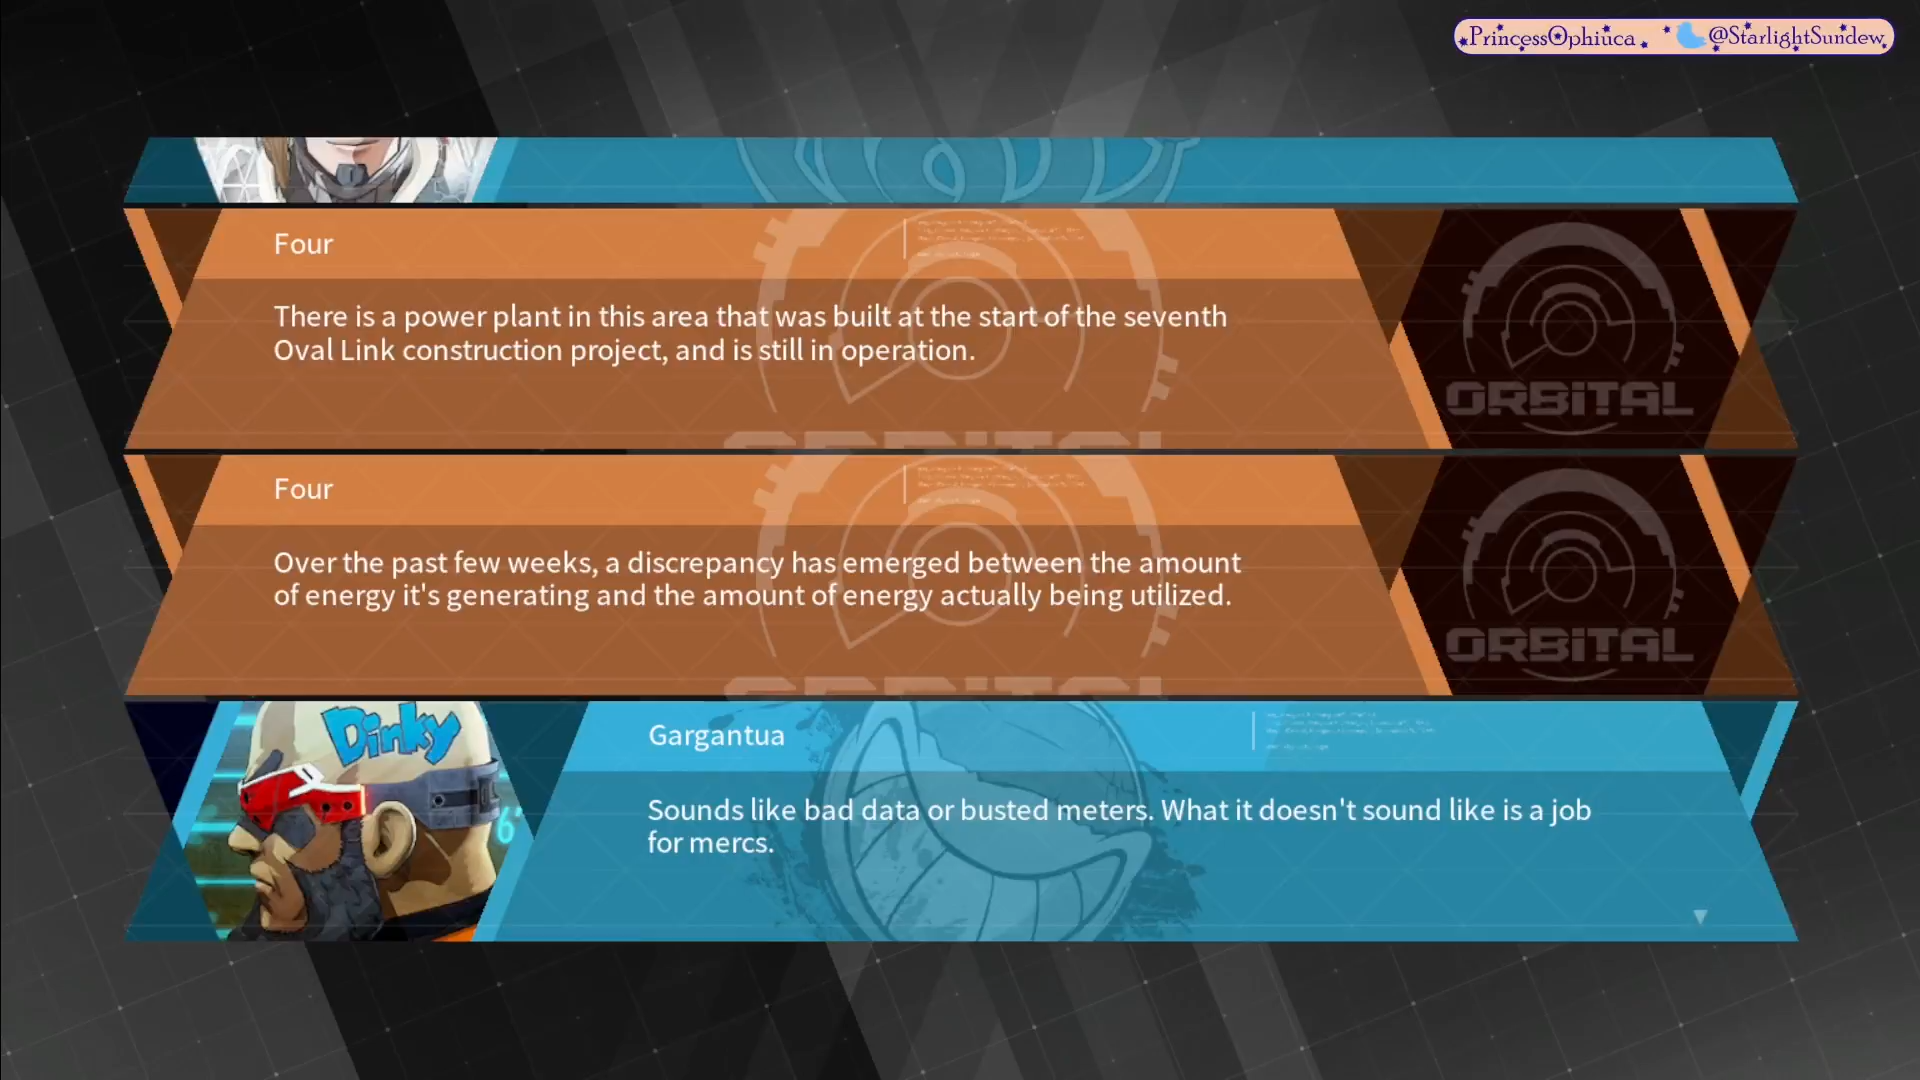 PrincessOphiuca @StarlightSundew
Four
There is a power plant in this area that was built at the start of the seventh
Oval Link construction project, and is still in operation.
ORBITAL
Four
Over the past few weeks, a discrepancy has emerged between the amount
of energy it's generating and the amount of energy actually being utilized.
ORBITAL
Dinky
Gargantua
Sounds like bad data or busted meters. What it doesn't sound like is a job
for mercs.